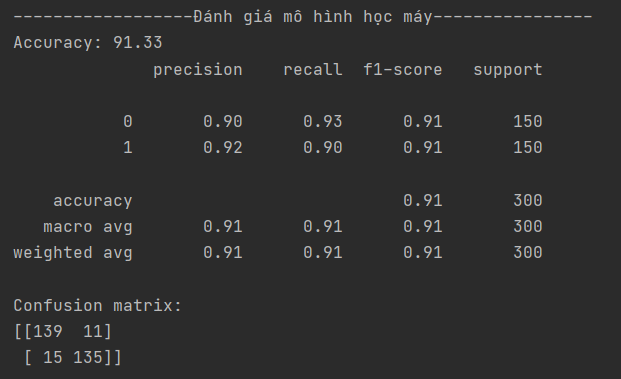 ------------------Đánh giá mô hình học máy----------------
Accuracy: 91.33
              precision    recall  f1-score   support

           0       0.90      0.93      0.91       150
           1       0.92      0.90      0.91       150

    accuracy                           0.91       300
   macro avg       0.91      0.91      0.91       300
weighted avg       0.91      0.91      0.91       300

Confusion matrix:
[[139  11]
 [ 15 135]]